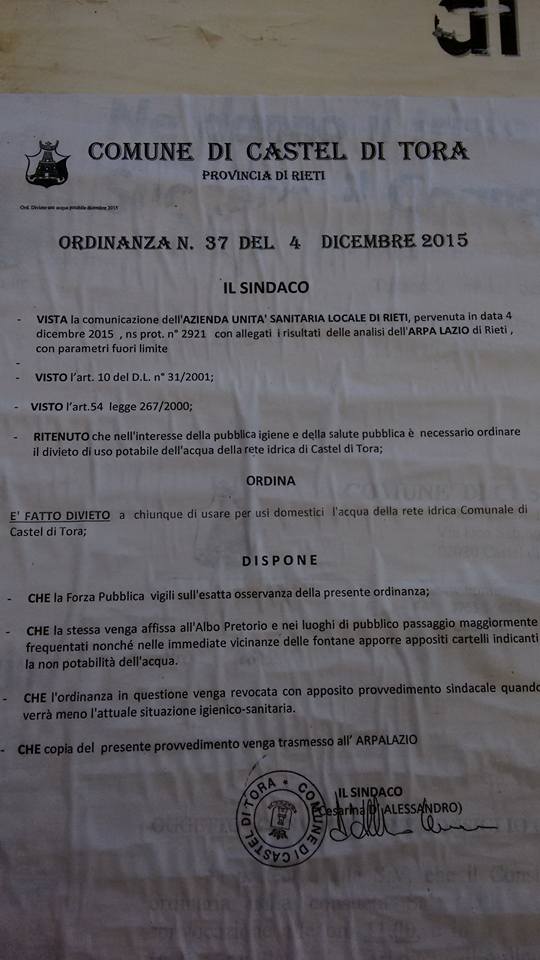 COMUNE DI CASTEL DI TORA
PROVINCIA DI RIETI
Ord. Divieto uso acqua potabile dicembre 2015
ORDINANZA N. 37 DEL 4 DICEMBRE 2015
IL SINDACO
- VISTA la comunicazione dell'AZIENDA UNITA' SANITARIA LOCALE DI RIETI, pervenuta in data 4
dicembre 2015 , ns prot. n° 2921 con allegati i risultati delle analisi dell'ARPA LAZIO di Rieti ,
con parametri fuori limite
-
- VISTO l'art. 10 del D.L. n° 31/2001;
- VISTO l'art.54 legge 267/2000;
- RITENUTO che nell'interesse della pubblica igiene e della salute pubblica è necessario ordinare
il divieto di uso potabile dell'acqua della rete idrica di Castel di Tora;
ORDINA
E' FATTO DIVIETO a chiunque di usare per usi domestici l'acqua della rete idrica Comunale di
Castel di Tora;
DISPONE
- CHE la Forza Pubblica vigili sull'esatta osservanza della presente ordinanza;
- CHE la stessa venga affissa all'Albo Pretorio e nei luoghi di pubblico passaggio maggiormente
frequentati nonché nelle immediate vicinanze delle fontane apporre appositi cartelli indicanti
la non potabilità dell'acqua.
- CHE l'ordinanza in questione venga revocata con apposito provvedimento sindacale quando
verrà meno l'attuale situazione igienico-sanitaria.
- CHE copia del presente provvedimento venga trasmesso all' ARPALAZIO
IL SINDACO
(Cesarina D'ALESSANDRO)
COMUNE DI CASTEL DI TORA